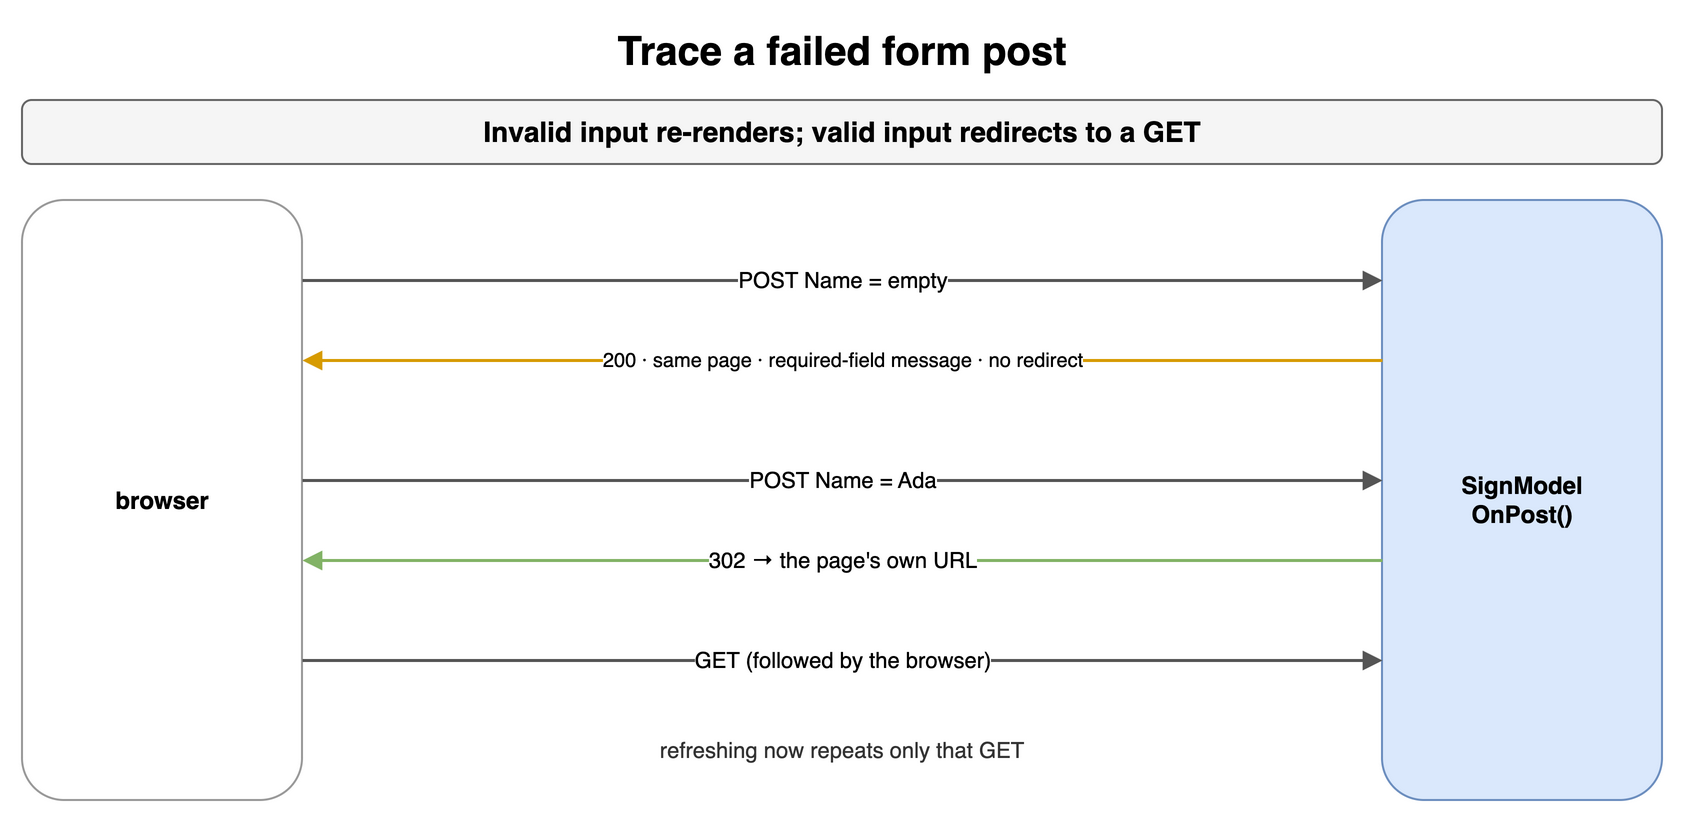 Trace a failed form post
Invalid input re-renders; valid input redirects to a GET
POST Name = empty
200 · same page · required-field message · no redirect
browser
POST Name = Ada
SignModel
OnPost()
302 → the page's own URL
GET (followed by the browser)
refreshing now repeats only that GET